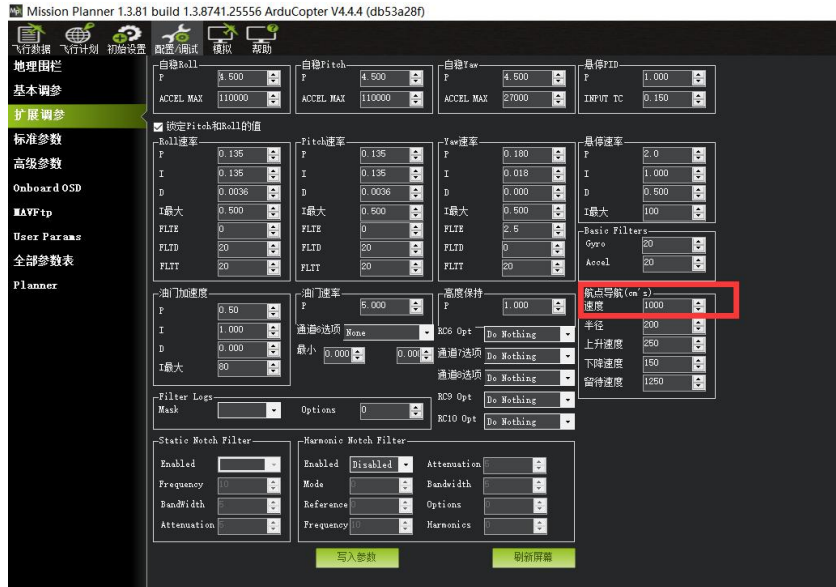 Mission Planner 1.3.81 build 1.3.8741.25556 ArduCopter V4.4.4 (db53a28f)
飞行数据 飞行计划 初始设置 配置/调试 模拟 帮助
地理围栏
基本调参
扩展调参
标准参数
高级参数
Onboard OSD
MAVFtp
User Params
全部参数表
Planner
自稳Roll
P 4.500
ACCEL MAX 110000
自稳Pitch
P 4.500
ACCEL MAX 110000
自稳Yaw
P 4.500
ACCEL MAX 27000
悬停PID
P 1.000
INPUT TC 0.150
锁定Pitch和Roll的值
Roll速率
P 0.135
I 0.135
D 0.0036
I最大 0.500
FLTE 0
FLTD 20
FLTT 20
Pitch速率
P 0.135
I 0.135
D 0.0036
I最大 0.500
FLTE 0
FLTD 20
FLTT 20
Yaw速率
P 0.180
I 0.018
D 0.000
I最大 0.500
FLTE 2.5
FLTD 0
FLTT 20
悬停速率
P 2.0
I 1.000
D 0.500
I最大 100
Basic Filters
Gyro 20
Accel 20
油门加速度
P 0.50
I 1.000
D 0.000
I最大 80
油门速率
P 5.000
通道6选项 None
最小 0.000 0.000
高度保持
P 1.000
RC6 Opt Do Nothing
通道7选项 Do Nothing
通道8选项 Do Nothing
RC9 Opt Do Nothing
RC10 Opt Do Nothing
航点导航(cm's)
速度 1000
半径 200
上升速度 250
下降速度 150
留待速度 1250
Filter Logs
Mask Options 0
Static Notch Filter
Enabled
Frequency 10
BandWidth 5
Attenuation 5
Harmonic Notch Filter
Enabled Disabled Attenuation 5
Mode 0 Bandwidth 5
Reference 0 Options 0
Frequency 10 Harmonics 0
写入参数 刷新屏幕